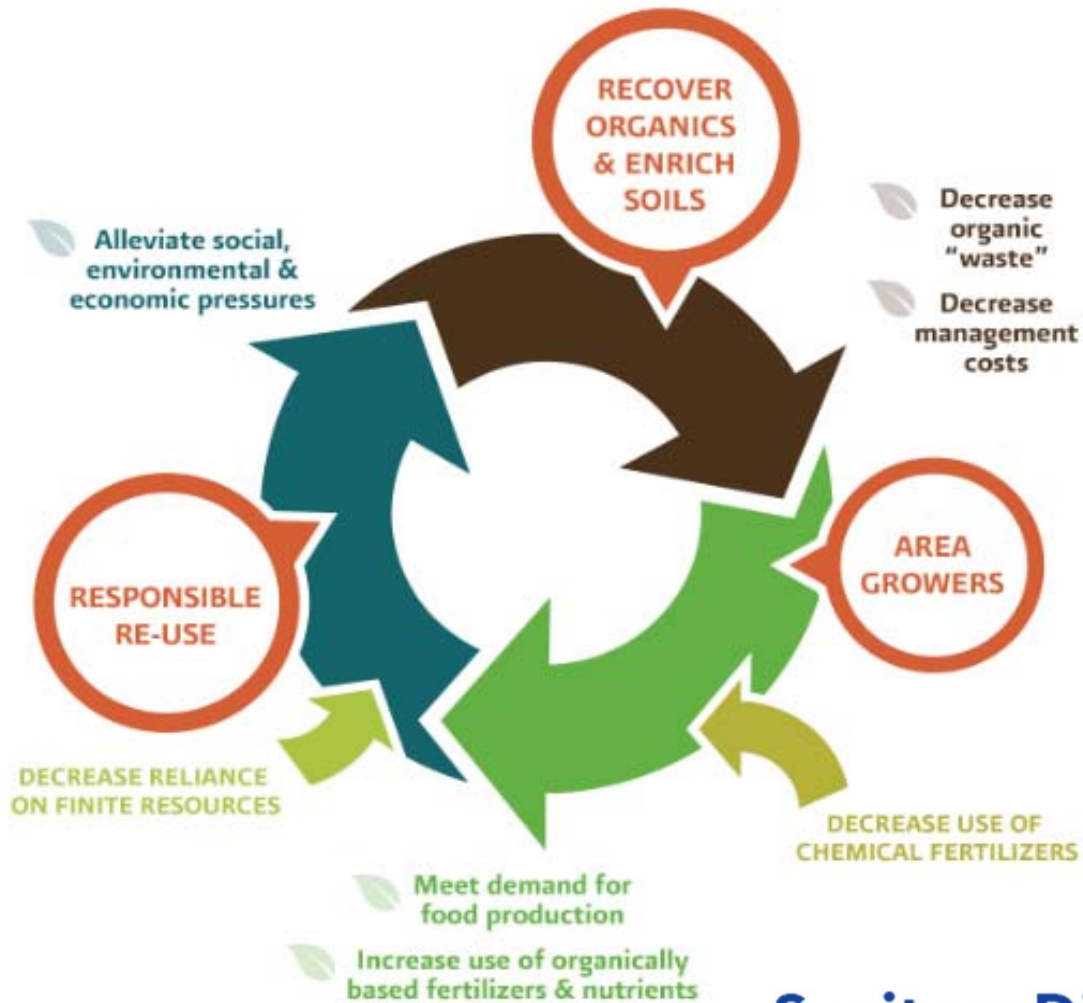 RECOVER
ORGANICS
& ENRICH
SOILS
Decrease
organic
“waste”
Decrease
management
costs
Alleviate social,
environmental &
economic pressures
AREA
GROWERS
RESPONSIBLE
RE-USE
DECREASE RELIANCE
ON FINITE RESOURCES
DECREASE USE OF
CHEMICAL FERTILIZERS
Meet demand for
food production
Increase use of organically
based fertilizers & nutrients